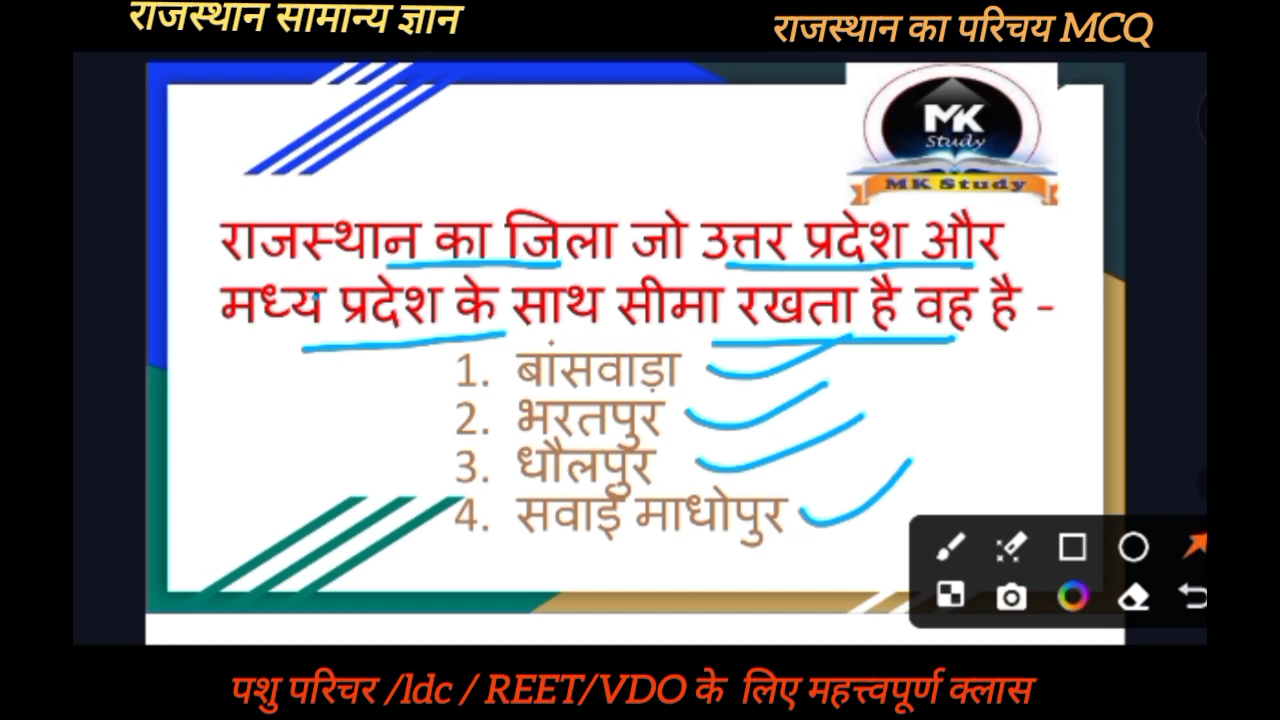 राजस्थान सामान्य ज्ञान
राजस्थान का परिचय MCQ
MK
Study
MK Study
राजस्थान का जिला जो उत्तर प्रदेश और
मध्य प्रदेश के साथ सीमा रखता है वह है -
1. बांसवाड़ा
2. भरतपुर
3. धौलपुर
4. सवाई माधोपुर
पशु परिचर /ldc / REET/VDO के लिए महत्त्वपूर्ण क्लास